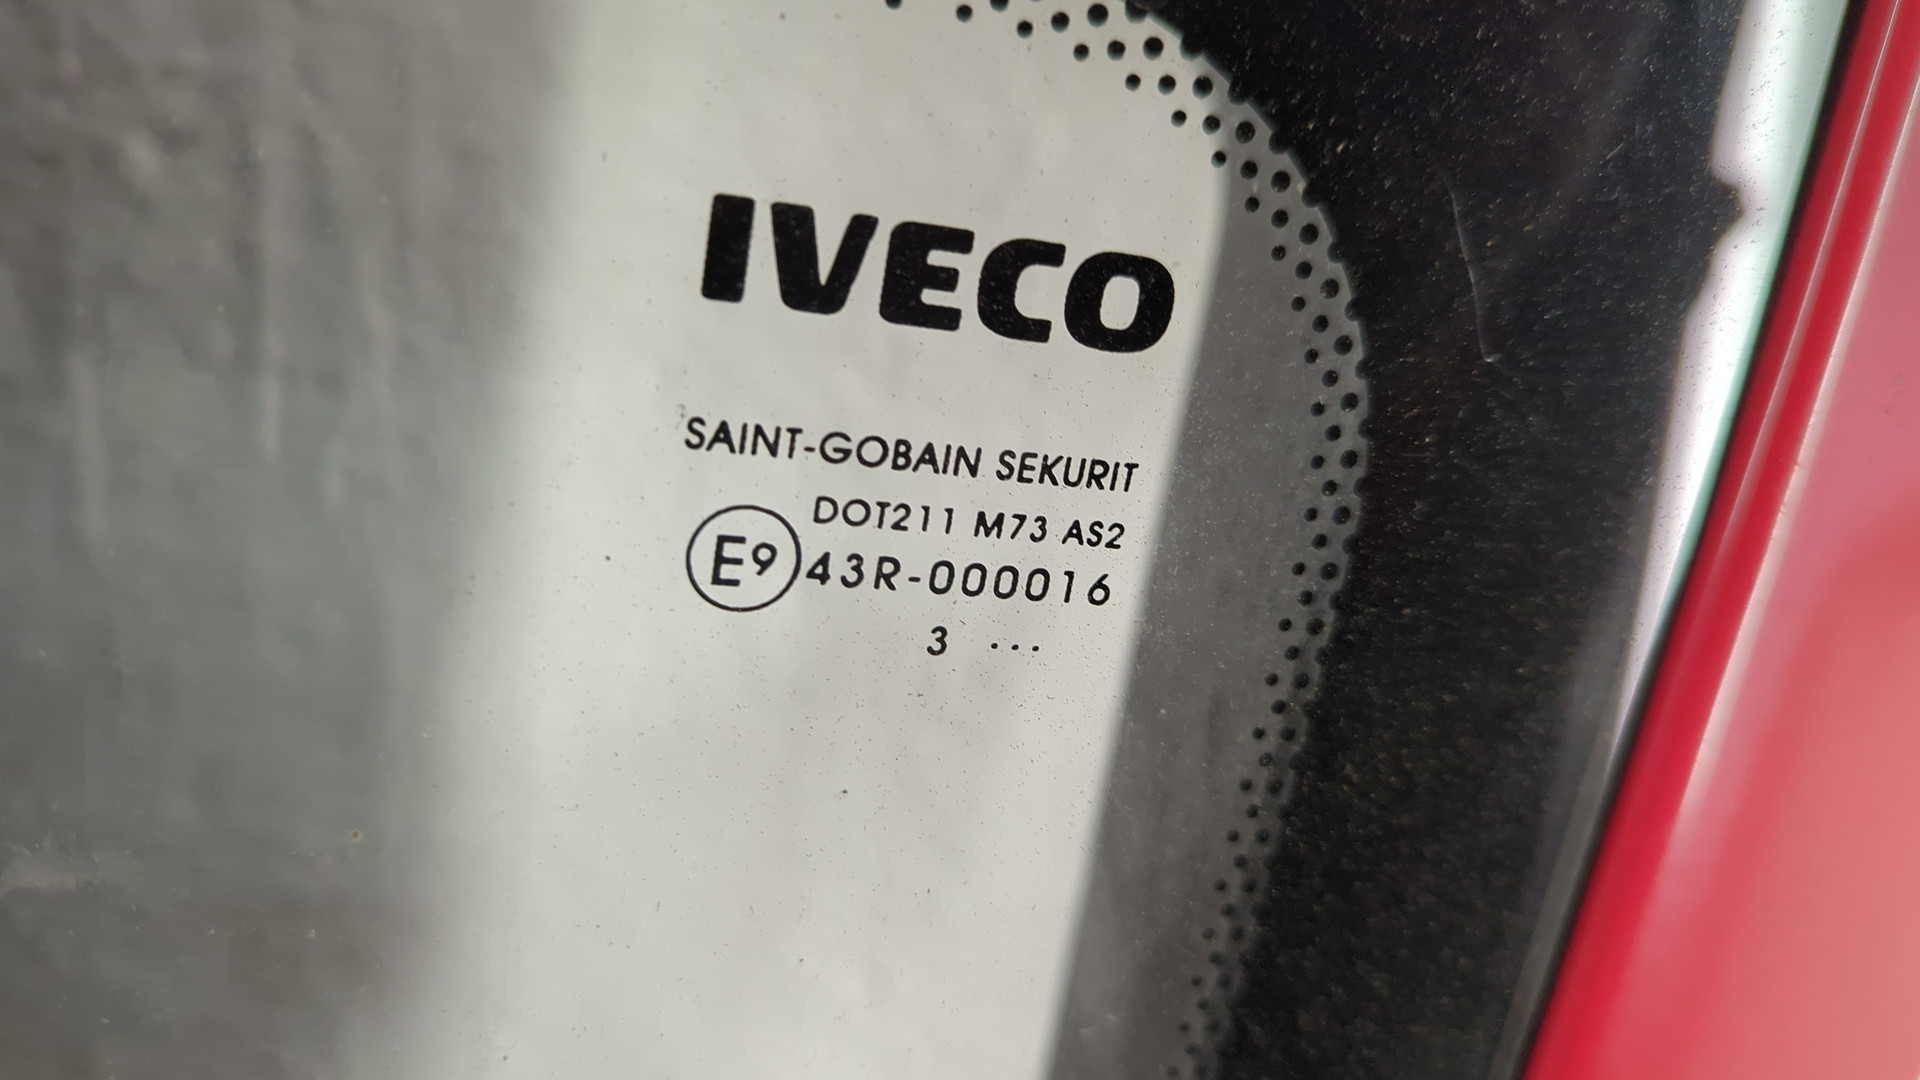 IVECO
SAINT-GOBAIN SEKURIT
DOT211 M73 AS2
E9 43R-000016
3 ...